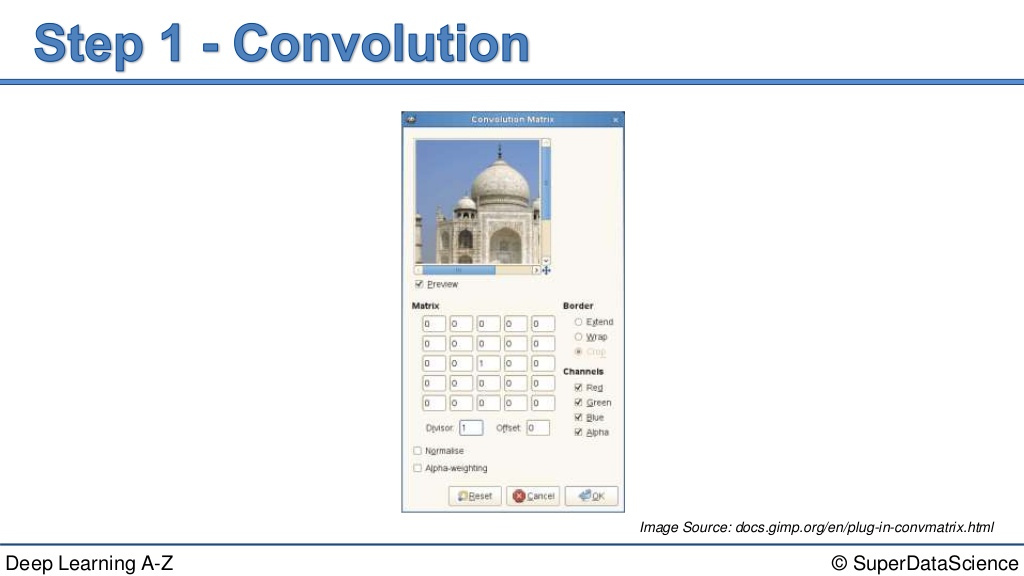 Step 1 - Convolution
Convolution Matrix
Preview
Matrix
0 0 0 0 0
0 0 0 0 0
0 0 1 0 0
0 0 0 0 0
0 0 0 0 0
Divisor: 1 Offset: 0
Border
Extend
Wrap
Crop
Channels
Red
Green
Blue
Alpha
Normalise
Alpha-weighting
Reset Cancel OK
Image Source: docs.gimp.org/en/plug-in-convmatrix.html
Deep Learning A-Z
© SuperDataScience